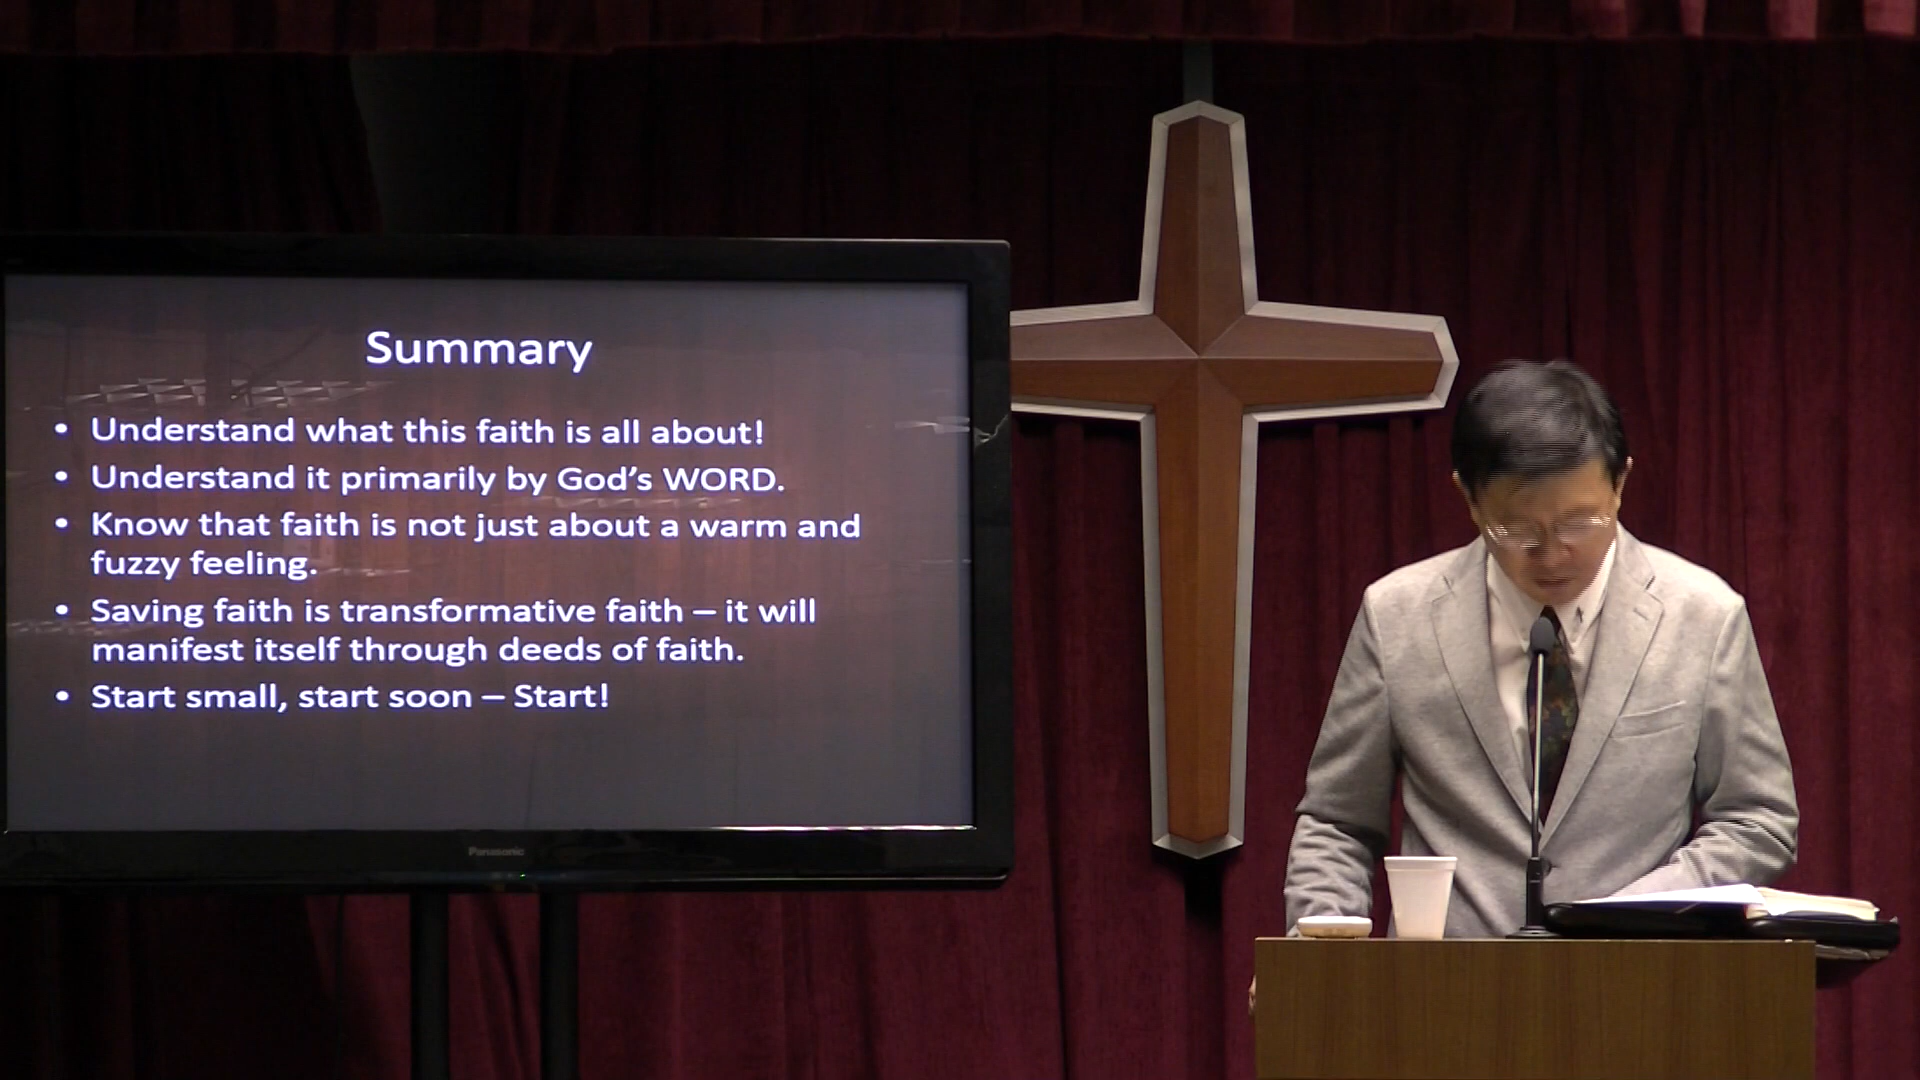 Summary
• Understand what this faith is all about!
• Understand it primarily by God's WORD.
• Know that faith is not just about a warm and
fuzzy feeling.
• Saving faith is transformative faith – it will
manifest itself through deeds of faith.
• Start small, start soon – Start!
Panasonic